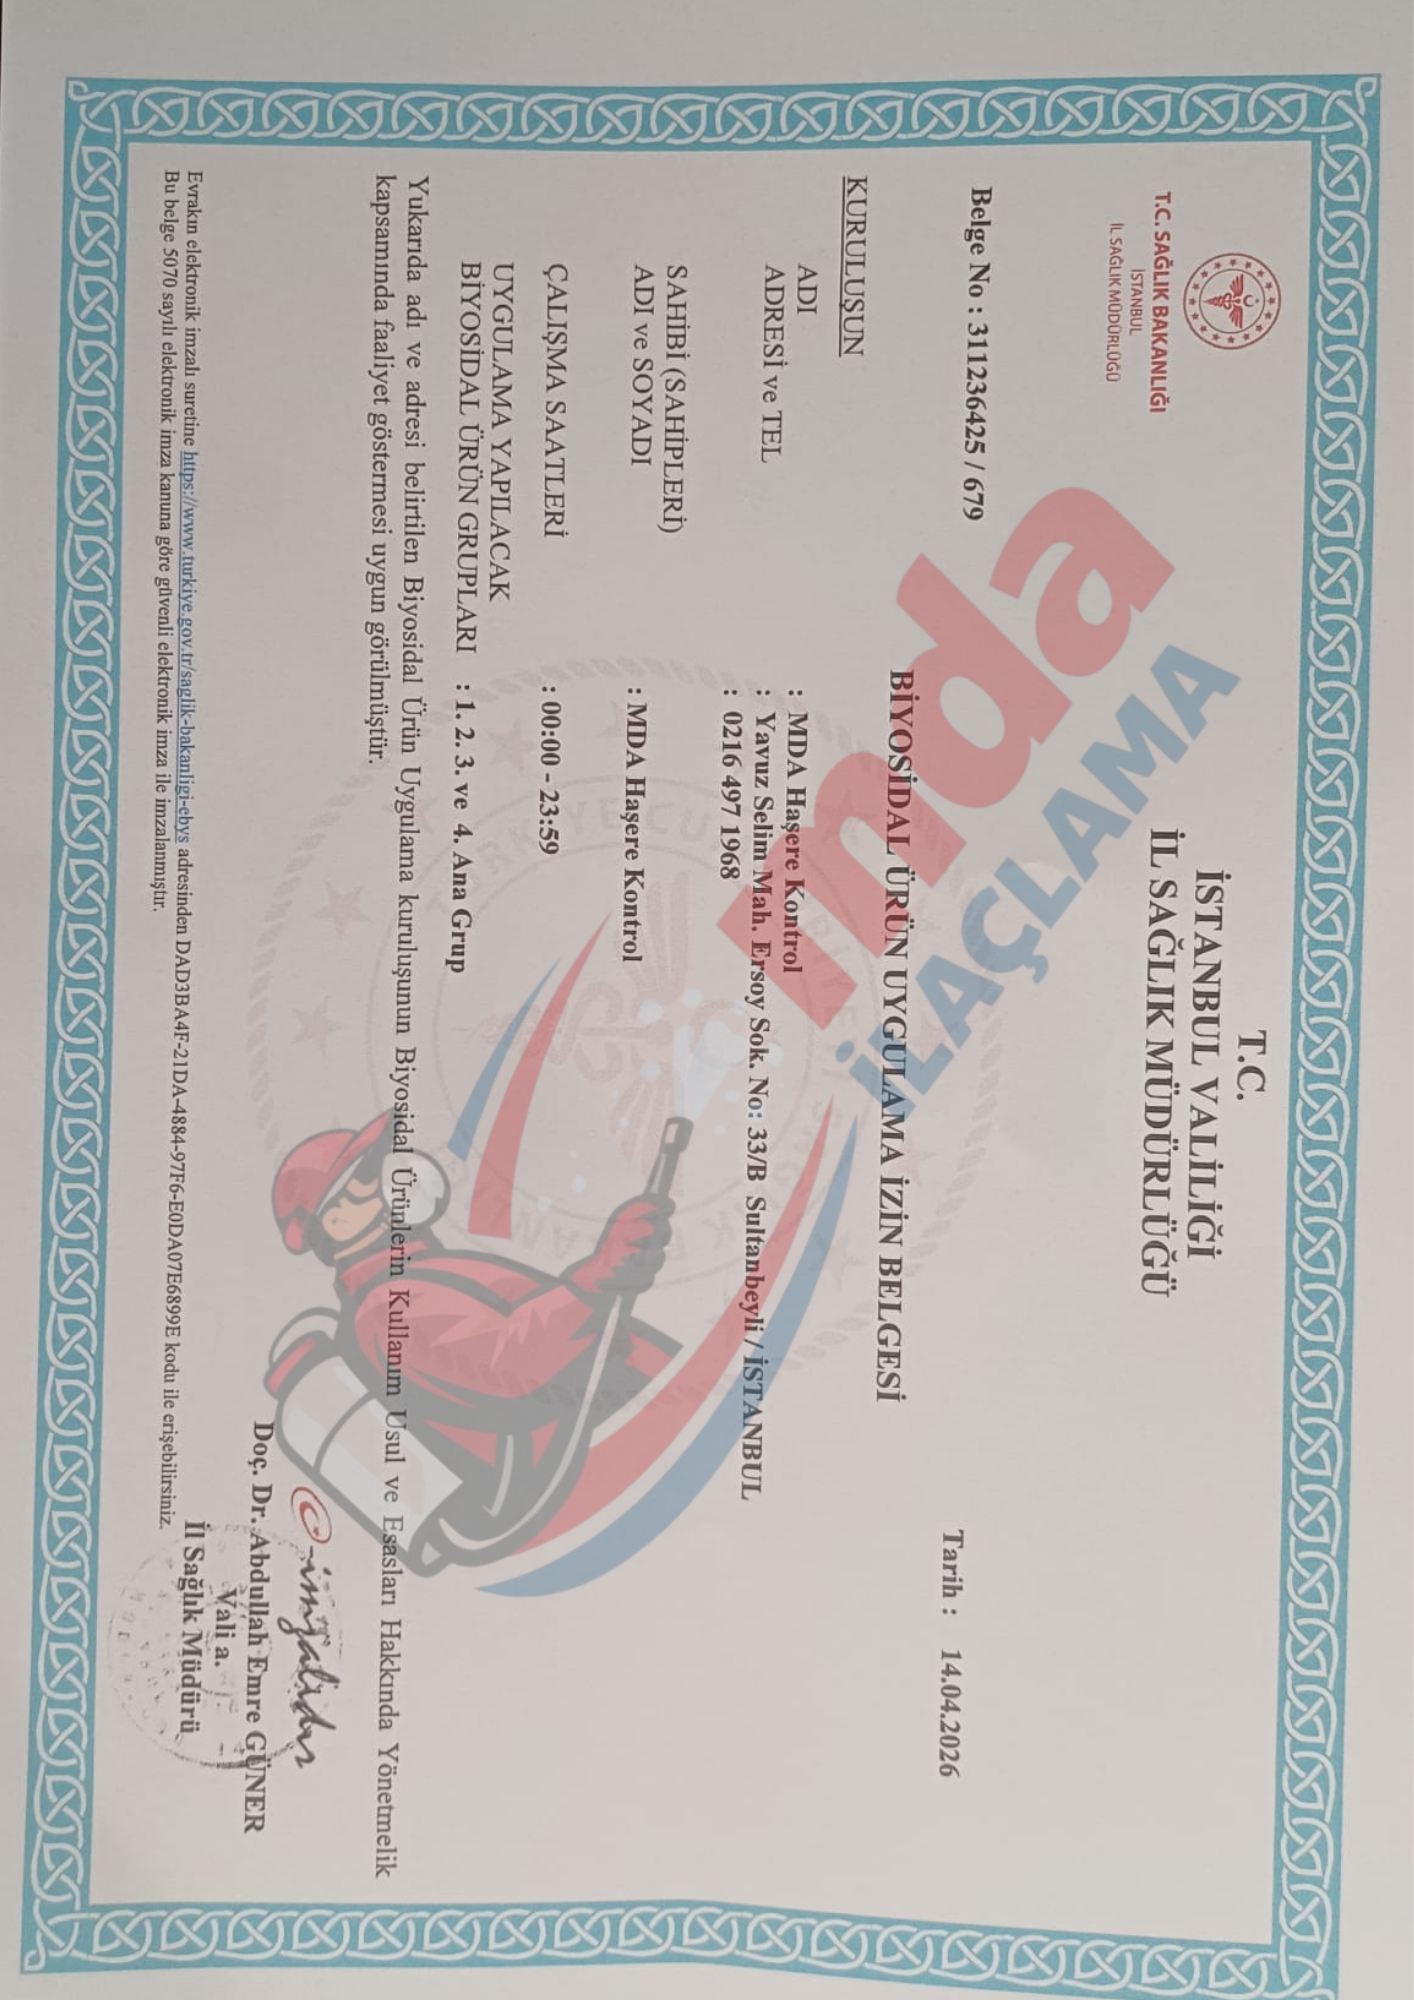 T.C.
İSTANBUL VALİLİĞİ
İL SAĞLIK MÜDÜRLÜĞÜ
T.C. SAĞLIK BAKANLIĞI
İSTANBUL
İL SAĞLIK MÜDÜRLÜĞÜ
Belge No : 311236425 / 679
Tarih : 14.04.2026
BİYOSİDAL ÜRÜN UYGULAMA İZİN BELGESİ
KURULUŞUN
ADI : MDA Haşere Kontrol
ADRESİ ve TEL : Yavuz Selim Mah. Ersoy Sok. No: 33/B Sultanbeyli / İSTANBUL
: 0216 497 1968
SAHİBİ (SAHİPLERİ)
ADI ve SOYADI : MDA Haşere Kontrol
ÇALIŞMA SAATLERİ : 00:00 - 23:59
UYGULAMA YAPILACAK
BİYOSİDAL ÜRÜN GRUPLARI : 1. 2. 3. ve 4. Ana Grup
Yukarıda adı ve adresi belirtilen Biyosidal Ürün Uygulama kuruluşunun Biyosidal Ürünlerin Kullanım Usul ve Esasları Hakkında Yönetmelik
kapsamında faaliyet göstermesi uygun görülmüştür.
e-imzalıdır
Doç. Dr. Abdullah Emre GÜNER
Vali a.
İl Sağlık Müdürü
Evrakın elektronik imzalı suretine https://www.turkiye.gov.tr/saglik-bakanligi-ebys adresinden DAD3BA4F-21DA-4884-97F6-E0DA07E6899E kodu ile erişebilirsiniz.
Bu belge 5070 sayılı elektronik imza kanuna göre güvenli elektronik imza ile imzalanmıştır.
mda
İLAÇLAMA